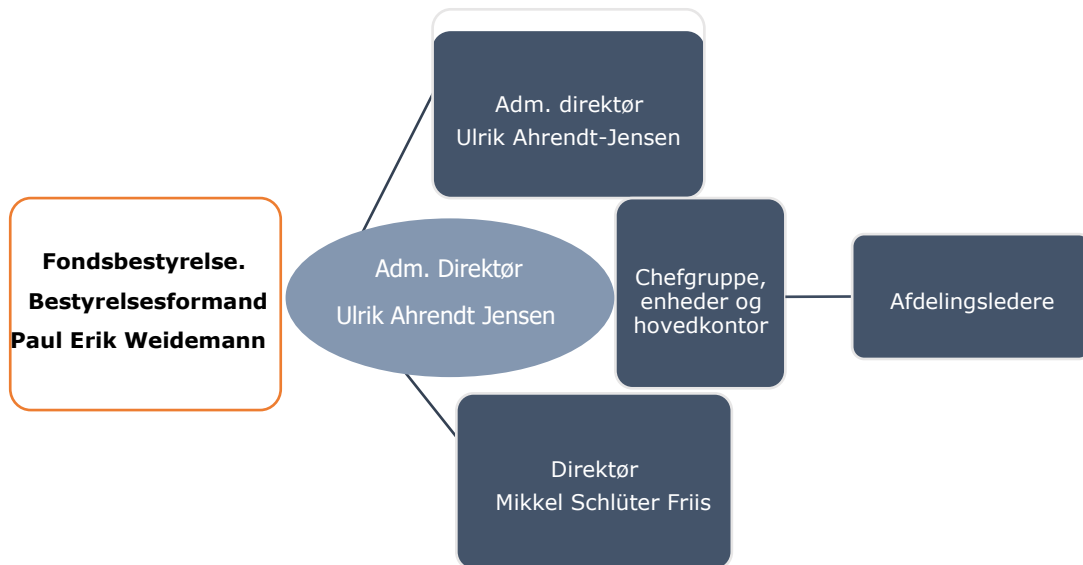 Adm. direktør
Ulrik Ahrendt-Jensen
Fondsbestyrelse.
Bestyrelsesformand
Paul Erik Weidemann
Adm. Direktør
Ulrik Ahrendt Jensen
Chefgruppe,
enheder og
hovedkontor
Afdelingsledere
Direktør
Mikkel Schlüter Friis